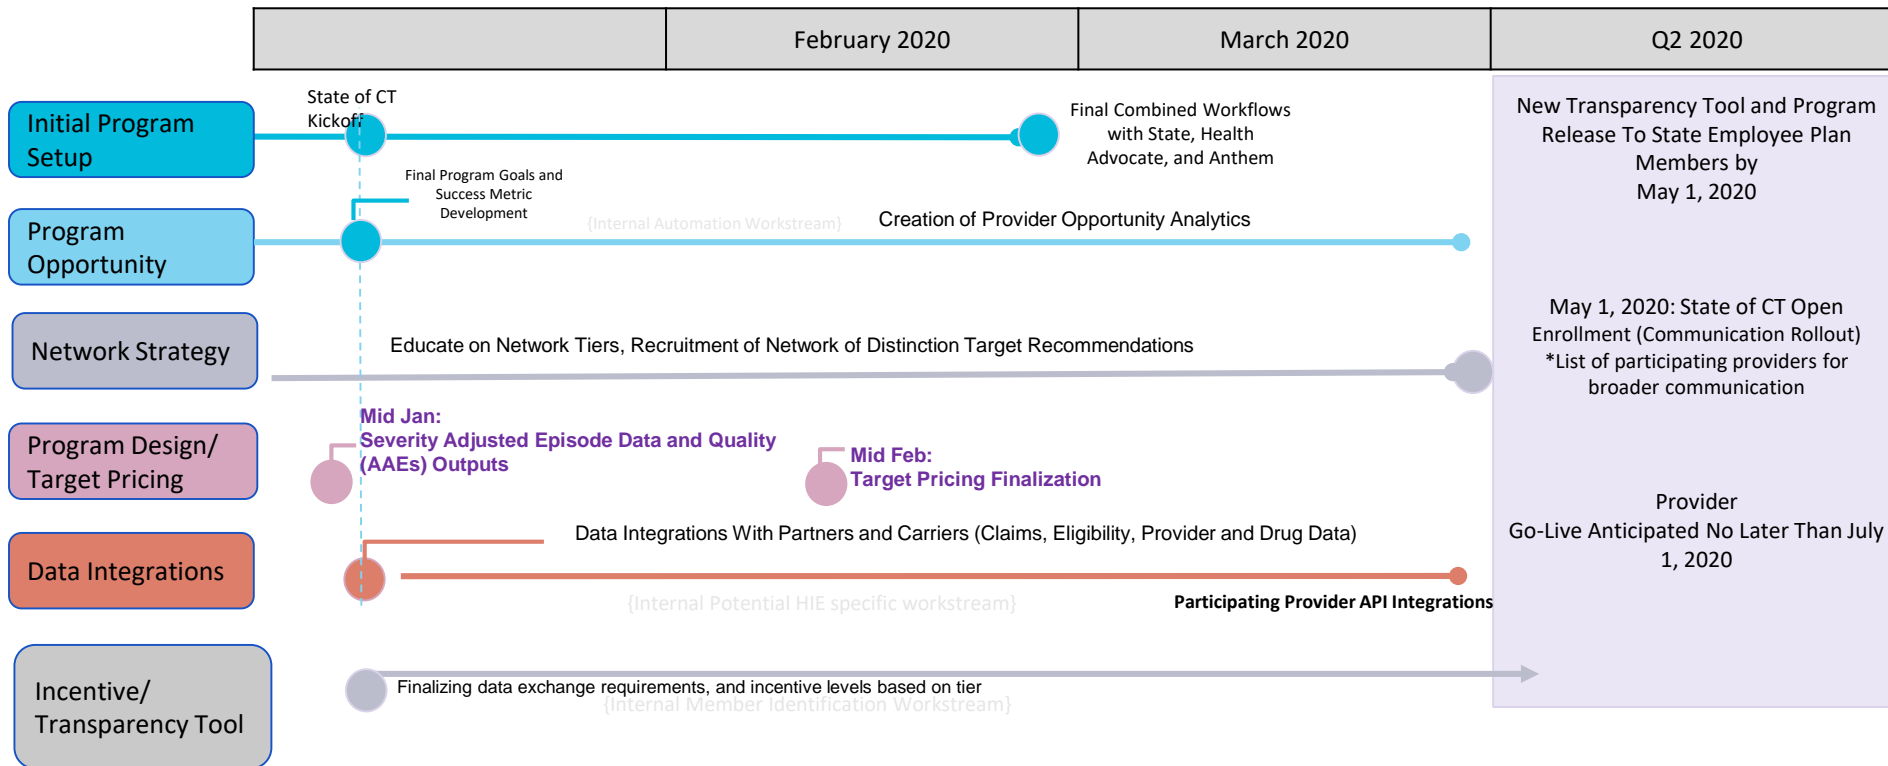 February 2020
March 2020
Q2 2020
Initial Program
Setup
State of CT
Kickoff
Final Combined Workflows
with State, Health
Advocate, and Anthem
New Transparency Tool and Program
Release To State Employee Plan
Members by
May 1, 2020
Final Program Goals and
Success Metric
Development
Program
Opportunity
{Internal Automation Workstream}
Creation of Provider Opportunity Analytics
Network Strategy
Educate on Network Tiers, Recruitment of Network of Distinction Target Recommendations
May 1, 2020: State of CT Open
Enrollment (Communication Rollout)
*List of participating providers for
broader communication
Program Design/
Target Pricing
Mid Jan:
Severity Adjusted Episode Data and Quality
(AAEs) Outputs
Mid Feb:
Target Pricing Finalization
Provider
Go-Live Anticipated No Later Than July
1, 2020
Data Integrations
Data Integrations With Partners and Carriers (Claims, Eligibility, Provider and Drug Data)
{Internal Potential HIE specific workstream}
Participating Provider API Integrations
Incentive/
Transparency Tool
Finalizing data exchange requirements, and incentive levels based on tier
{Internal Member Identification Workstream}